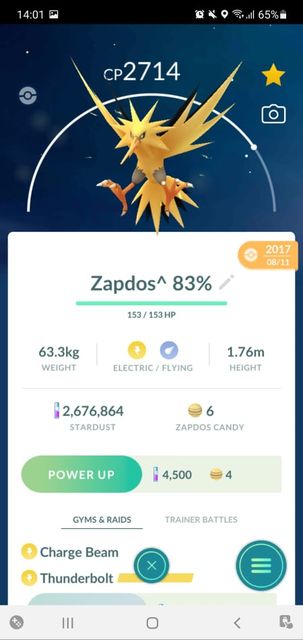 14:01
65%
CP2714
2017
08/11
Zapdos^ 83%
153 / 153 HP
63.3kg
WEIGHT
ELECTRIC / FLYING
1.76m
HEIGHT
2,676,864
STARDUST
6
ZAPDOS CANDY
POWER UP
4,500
4
GYMS & RAIDS
TRAINER BATTLES
Charge Beam
Thunderbolt